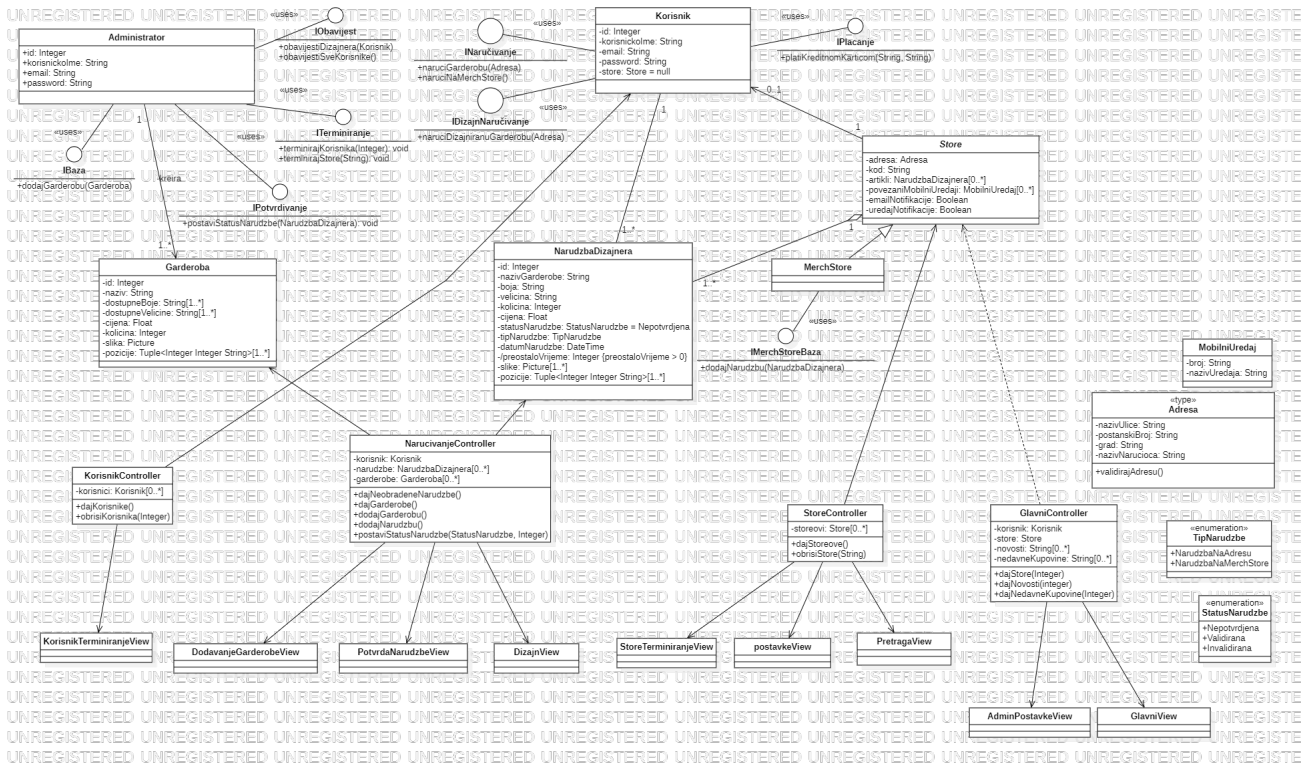 Administrator
+id: Integer
+korisnickoIme: String
+email: String
+password: String
«uses»
IObavijest
+obavijestiDizajnera(Korisnik)
+obavijestiSveKorisnike()
«uses»
ITerminiranje
+terminirajKorisnika(Integer): void
+terminirajStore(String): void
«uses»
IBaza
+dodajGarderobu(Garderoba)
«uses»
IPotvrdivanje
+postaviStatusNarudzbe(NarudzbaDizajnera): void
1
kreira
1..*
«uses»
INaručivanje
+naruciGarderobu(Adresa)
+naruciNaMerchStore()
«uses»
IDizajnNaručivanje
+naruciDizajniranuGarderobu(Adresa)
Korisnik
-id: Integer
-korisnickoIme: String
-email: String
-password: String
-store: Store = null
«uses»
IPlacanje
+platiKreditnomKarticom(String, String)
0..1
1
1
1..*
Store
-adresa: Adresa
-kod: String
-artikli: NarudzbaDizajnera[0..*]
-povezaniMobilniUredaji: MobilniUredaj[0..*]
-emailNotifikacije: Boolean
-uredajNotifikacije: Boolean
1
1..*
Garderoba
-id: Integer
-naziv: String
-dostupneBoje: String[1..*]
-dostupneVelicine: String[1..*]
-cijena: Float
-kolicina: Integer
-slika: Picture
-pozicije: Tuple<Integer Integer String>[1..*]
NarudzbaDizajnera
-id: Integer
-nazivGarderobe: String
-boja: String
-velicina: String
-kolicina: Integer
-cijena: Float
-statusNarudzbe: StatusNarudzbe = Nepotvrdjena
-tipNarudzbe: TipNarudzbe
-datumNarudzbe: DateTime
-/preostaloVrijeme: Integer {preostaloVrijeme > 0}
-slike: Picture[1..*]
-pozicije: Tuple<Integer Integer String>[1..*]
MerchStore
«uses»
IMerchStoreBaza
+dodajNarudzbu(NarudzbaDizajnera)
MobilniUredaj
-broj: String
-nazivUredaja: String
«type»
Adresa
-nazivUlice: String
-postanskiBroj: String
-grad: String
-nazivNarucioca: String
+validirajAdresu()
KorisnikController
-korisnici: Korisnik[0..*]
+dajKorisnike()
+obrisiKorisnika(Integer)
NarucivanjeController
-korisnik: Korisnik
-narudzbe: NarudzbaDizajnera[0..*]
-garderobe: Garderoba[0..*]
+dajNeobradeneNarudzbe()
+dajGarderobe()
+dodajGarderobu()
+dodajNarudzbu()
+postaviStatusNarudzbe(StatusNarudzbe, Integer)
StoreController
-storeovi: Store[0..*]
+dajStoreove()
+obrisiStore(String)
GlavniController
-korisnik: Korisnik
-store: Store
-novosti: String[0..*]
-nedavneKupovine: String[0..*]
+dajStore(Integer)
+dajNovosti(integer)
+dajNedavneKupovine(Integer)
«enumeration»
TipNarudzbe
+NarudzbaNaAdresu
+NarudzbaNaMerchStore
«enumeration»
StatusNarudzbe
+Nepotvrdjena
+Validirana
+Invalidirana
KorisnikTerminiranjeView
DodavanjeGarderobeView
PotvrdaNarudzbeView
DizajnView
StoreTerminiranjeView
postavkeView
PretragaView
AdminPostavkeView
GlavniView